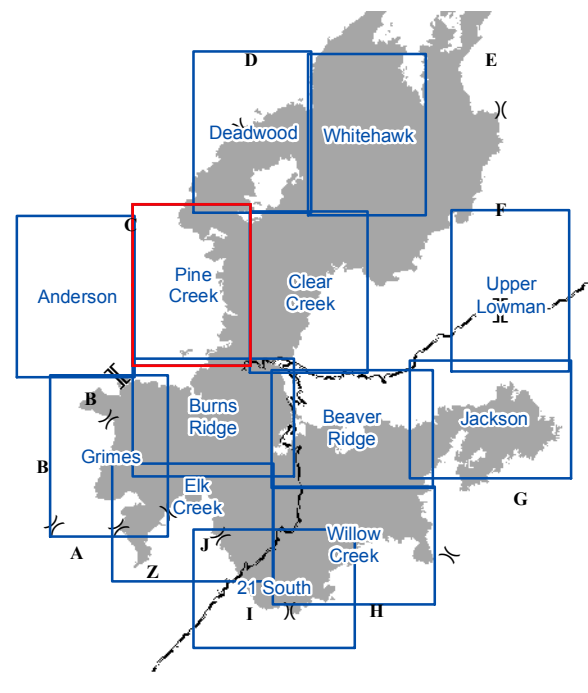 D
E
Deadwood
Whitehawk
C
F
Pine
Creek
Clear
Creek
Upper
Lowman
Anderson
B
Burns
Ridge
Beaver
Ridge
Jackson
B
Grimes
Elk
Creek
G
A
Z
J
Willow
Creek
21 South
I
H